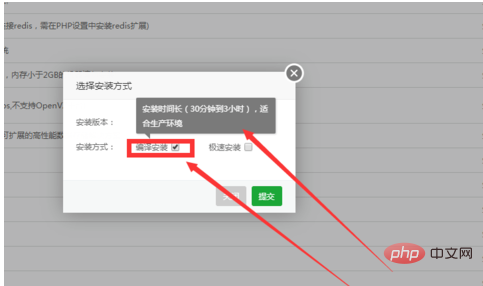 接redis，需在PHP设置中安装redis扩展)
，内存小于2GB
选择安装方式
os,不支持OpenV
安装时间长（30分钟到3小时），适
合生产环境
安装版本：
可扩展的高性能
安装方式： 编译安装 极速安装
关闭 提交
php 中文网